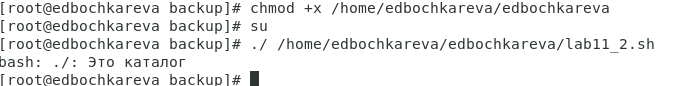 [root@edbochkareva backup]# chmod +x /home/edbochkareva/edbochkareva
[root@edbochkareva backup]# su
[root@edbochkareva backup]# ./ /home/edbochkareva/edbochkareva/lab11_2.sh
bash: ./: Это каталог
[root@edbochkareva backup]#